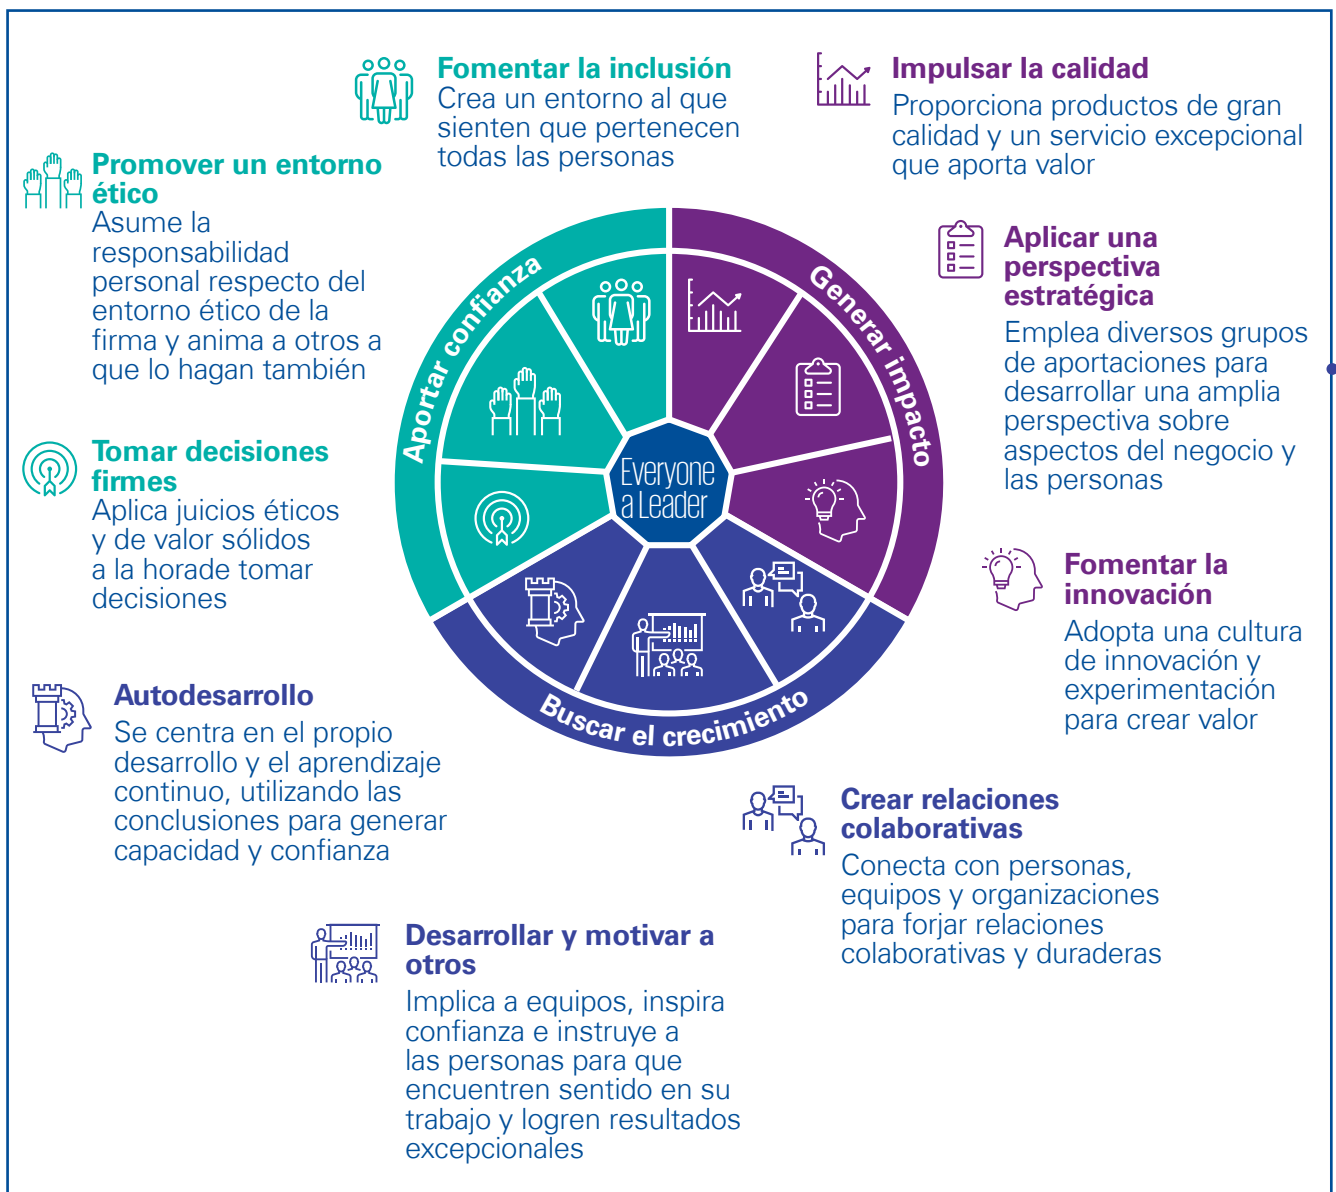 Fomentar la inclusión
Crea un entorno al que
sienten que pertenecen
todas las personas
Impulsar la calidad
Proporciona productos de gran
calidad y un servicio excepcional
que aporta valor
Promover un entorno
ético
Asume la
responsabilidad
personal respecto del
entorno ético de la
firma y anima a otros a
que lo hagan también
Aplicar una
perspectiva
estratégica
Emplea diversos grupos
de aportaciones para
desarrollar una amplia
perspectiva sobre
aspectos del negocio y
las personas
Aportar confianza
Generar impacto
Everyone
a Leader
Buscar el crecimiento
Tomar decisiones
firmes
Aplica juicios éticos
y de valor sólidos
a la horade tomar
decisiones
Fomentar la
innovación
Adopta una cultura
de innovación y
experimentación
para crear valor
Autodesarrollo
Se centra en el propio
desarrollo y el aprendizaje
continuo, utilizando las
conclusiones para generar
capacidad y confianza
Crear relaciones
colaborativas
Conecta con personas,
equipos y organizaciones
para forjar relaciones
colaborativas y duraderas
Desarrollar y motivar a
otros
Implica a equipos, inspira
confianza e instruye a
las personas para que
encuentren sentido en su
trabajo y logren resultados
excepcionales